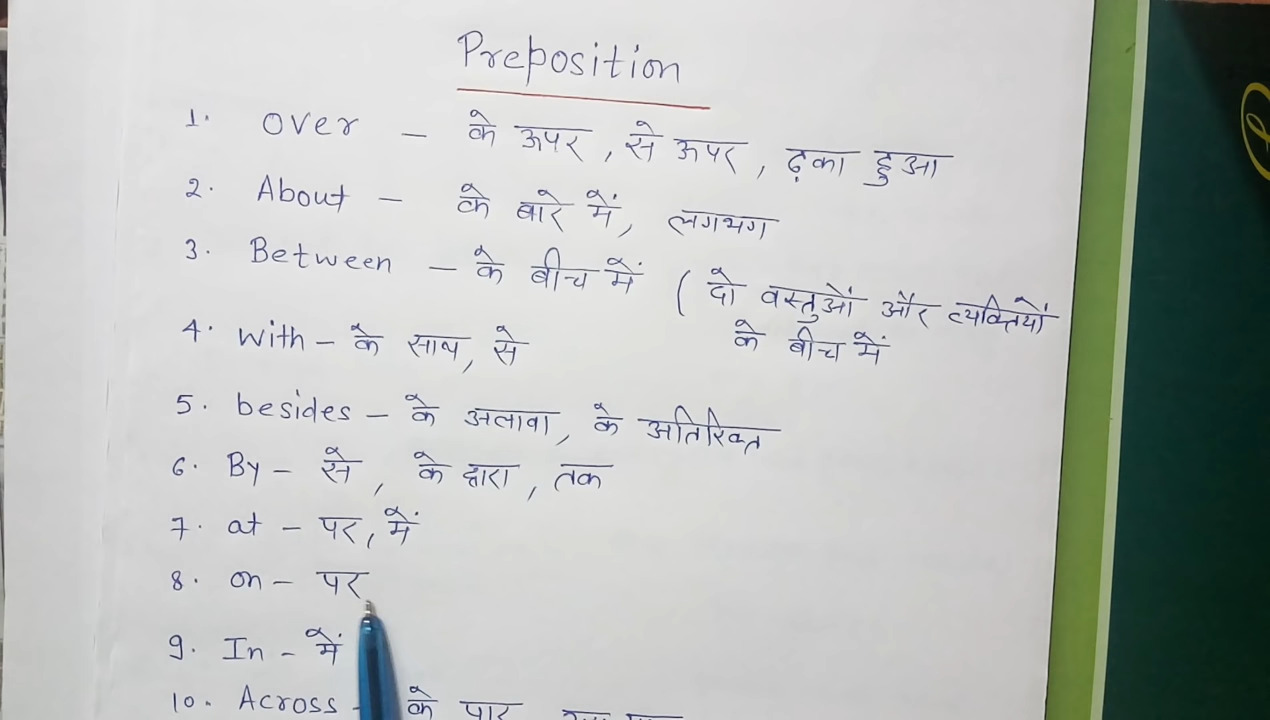 Preposition
1. Over - के ऊपर, से ऊपर, ढ़का हुआ
2. About - के बारे में, लगभग
3. Between - के बीच में ( दो वस्तुओं और व्यक्तियों
के बीच में
4. With - के साथ, से
5. besides - के अलावा, के अतिरिक्त
6. By - से, के द्वारा, तक
7. at - पर, में
8. on - पर
9. In - में
10. Across - के पार